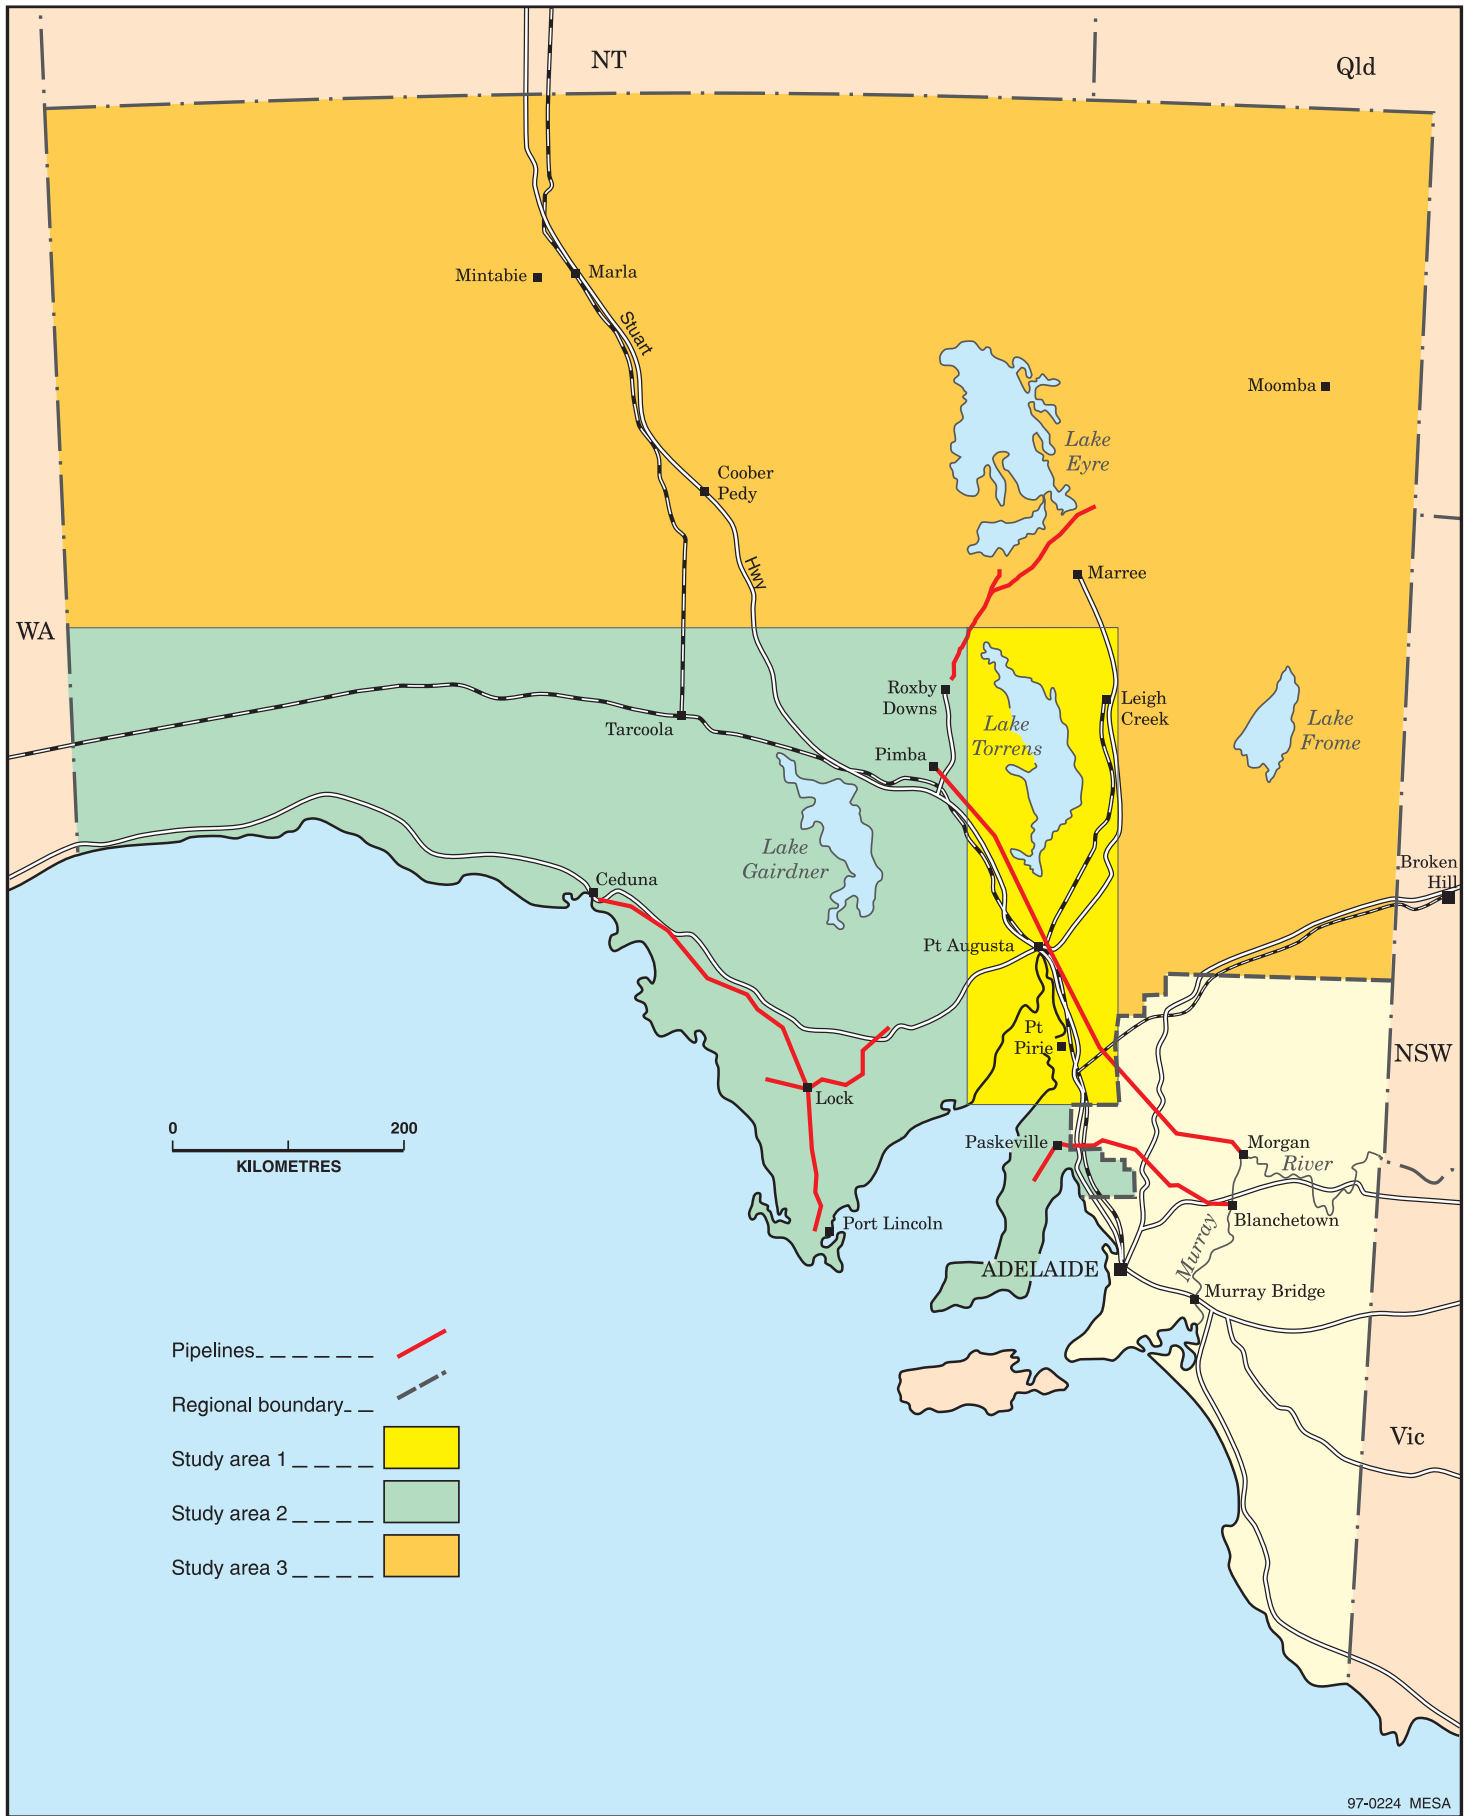 NT
Qld
Mintabie
Marla
Stuart
Moomba
Lake
Eyre
Coober
Pedy
Hwy
Marree
WA
Roxby
Downs
Leigh
Creek
Lake
Torrens
Lake
Frome
Tarcoola
Pimba
Lake
Gairdner
Broken
Hill
Ceduna
Pt Augusta
Pt
Pirie
NSW
Lock
0 200
KILOMETRES
Paskeville
Morgan
River
Port Lincoln
Blanchetown
Murray
ADELAIDE
Murray Bridge
Pipelines
Regional boundary
Vic
Study area 1
Study area 2
Study area 3
97-0224 MESA